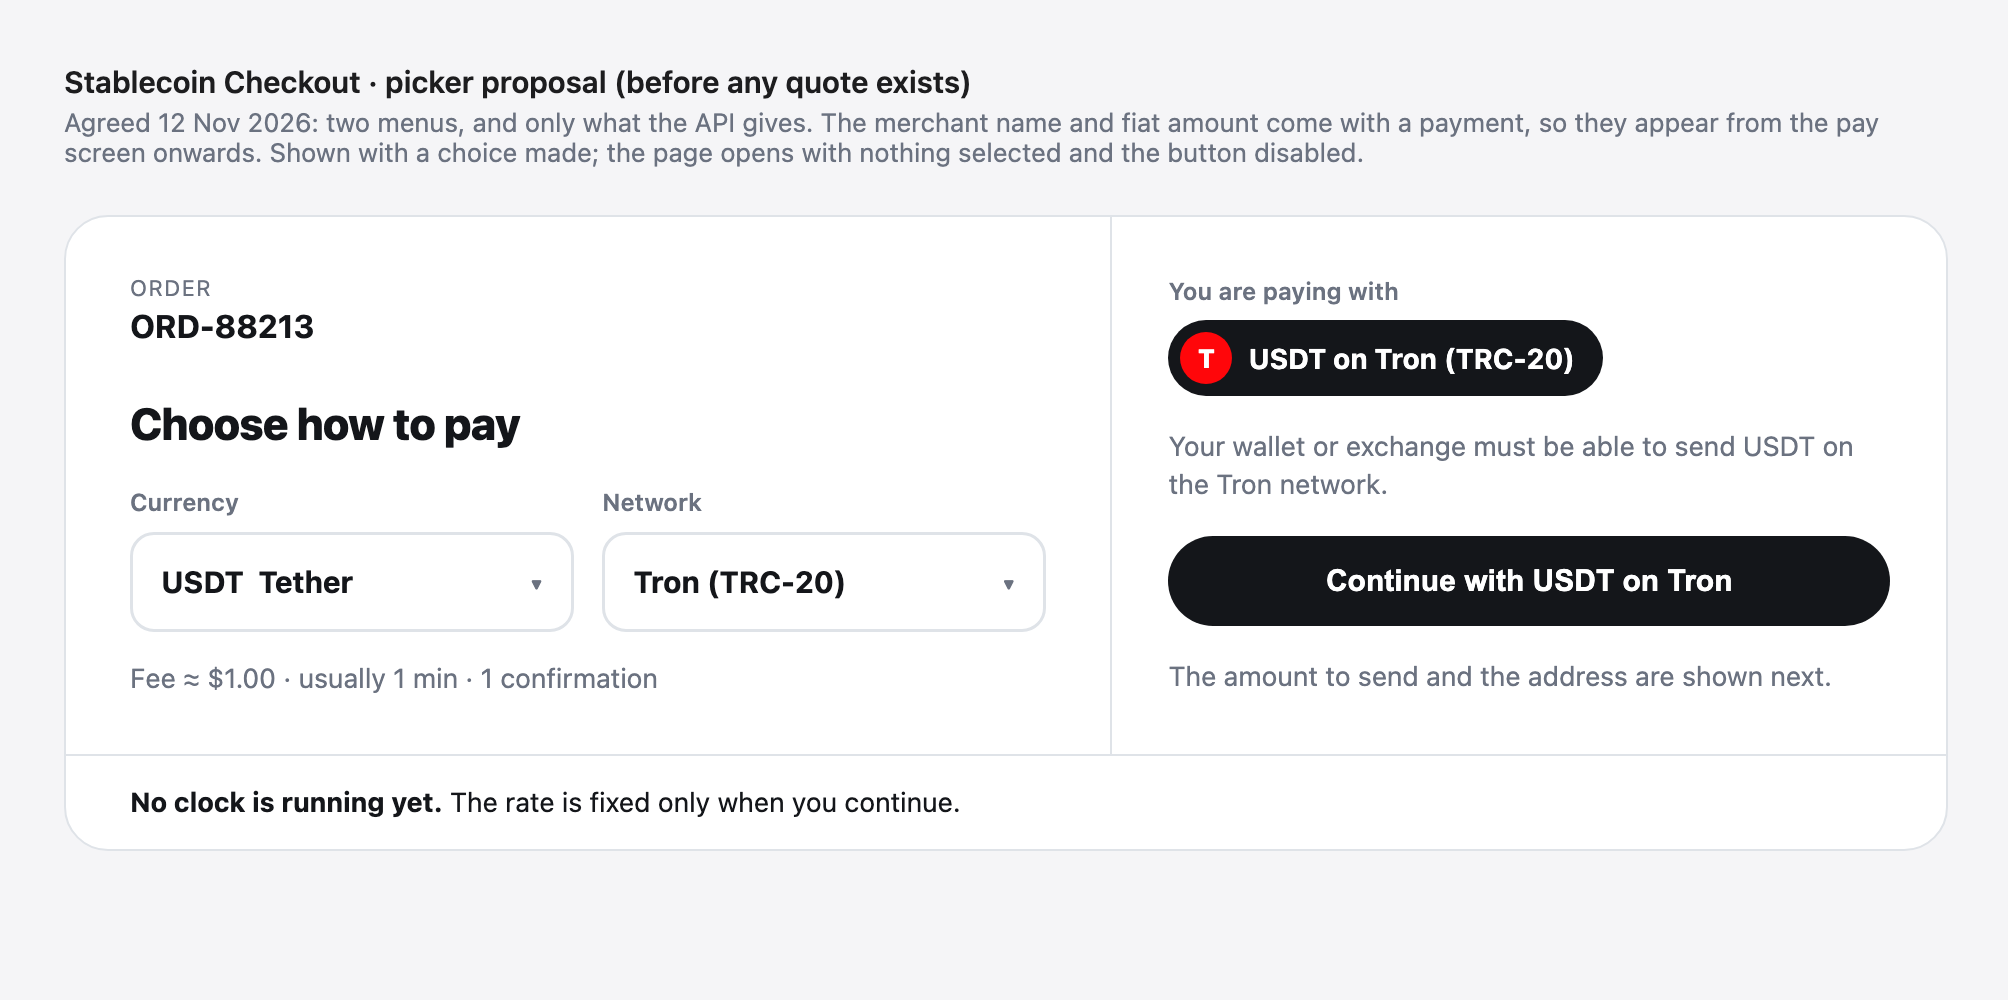 Stablecoin Checkout · picker proposal (before any quote exists)
Agreed 12 Nov 2026: two menus, and only what the API gives. The merchant name and fiat amount come with a payment, so they appear from the pay
screen onwards. Shown with a choice made; the page opens with nothing selected and the button disabled.
ORDER
ORD-88213
Choose how to pay
Currency
Network
USDT Tether
▼
Tron (TRC-20)
▼
Fee ≈ $1.00 · usually 1 min · 1 confirmation
You are paying with
T USDT on Tron (TRC-20)
Your wallet or exchange must be able to send USDT on
the Tron network.
Continue with USDT on Tron
The amount to send and the address are shown next.
No clock is running yet. The rate is fixed only when you continue.